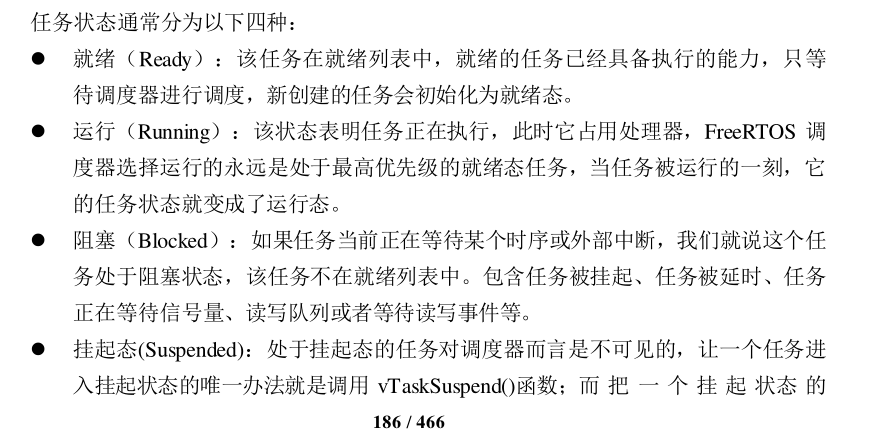 任务状态通常分为以下四种：
● 就绪（Ready）：该任务在就绪列表中，就绪的任务已经具备执行的能力，只等
待调度器进行调度，新创建的任务会初始化为就绪态。
● 运行（Running）：该状态表明任务正在执行，此时它占用处理器，FreeRTOS 调
度器选择运行的永远是处于最高优先级的就绪态任务，当任务被运行的一刻，它
的任务状态就变成了运行态。
● 阻塞（Blocked）：如果任务当前正在等待某个时序或外部中断，我们就说这个任
务处于阻塞状态，该任务不在就绪列表中。包含任务被挂起、任务被延时、任务
正在等待信号量、读写队列或者等待读写事件等。
● 挂起态(Suspended)：处于挂起态的任务对调度器而言是不可见的，让一个任务进
入挂起状态的唯一办法就是调用 vTaskSuspend()函数；而 把 一 个 挂 起 状态 的
186 / 466